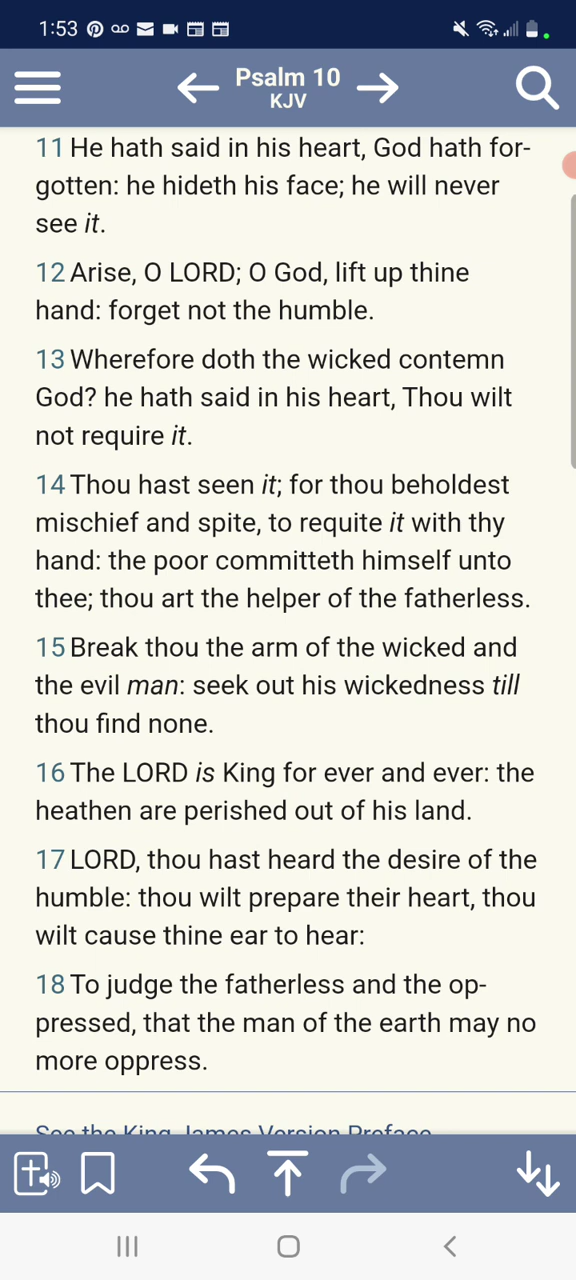 1:53
Psalm 10
KJV
11 He hath said in his heart, God hath for-
gotten: he hideth his face; he will never
see it.
12 Arise, O LORD; O God, lift up thine
hand: forget not the humble.
13 Wherefore doth the wicked contemn
God? he hath said in his heart, Thou wilt
not require it.
14 Thou hast seen it; for thou beholdest
mischief and spite, to requite it with thy
hand: the poor committeth himself unto
thee; thou art the helper of the fatherless.
15 Break thou the arm of the wicked and
the evil man: seek out his wickedness till
thou find none.
16 The LORD is King for ever and ever: the
heathen are perished out of his land.
17 LORD, thou hast heard the desire of the
humble: thou wilt prepare their heart, thou
wilt cause thine ear to hear:
18 To judge the fatherless and the op-
pressed, that the man of the earth may no
more oppress.
See the King James Version Preface